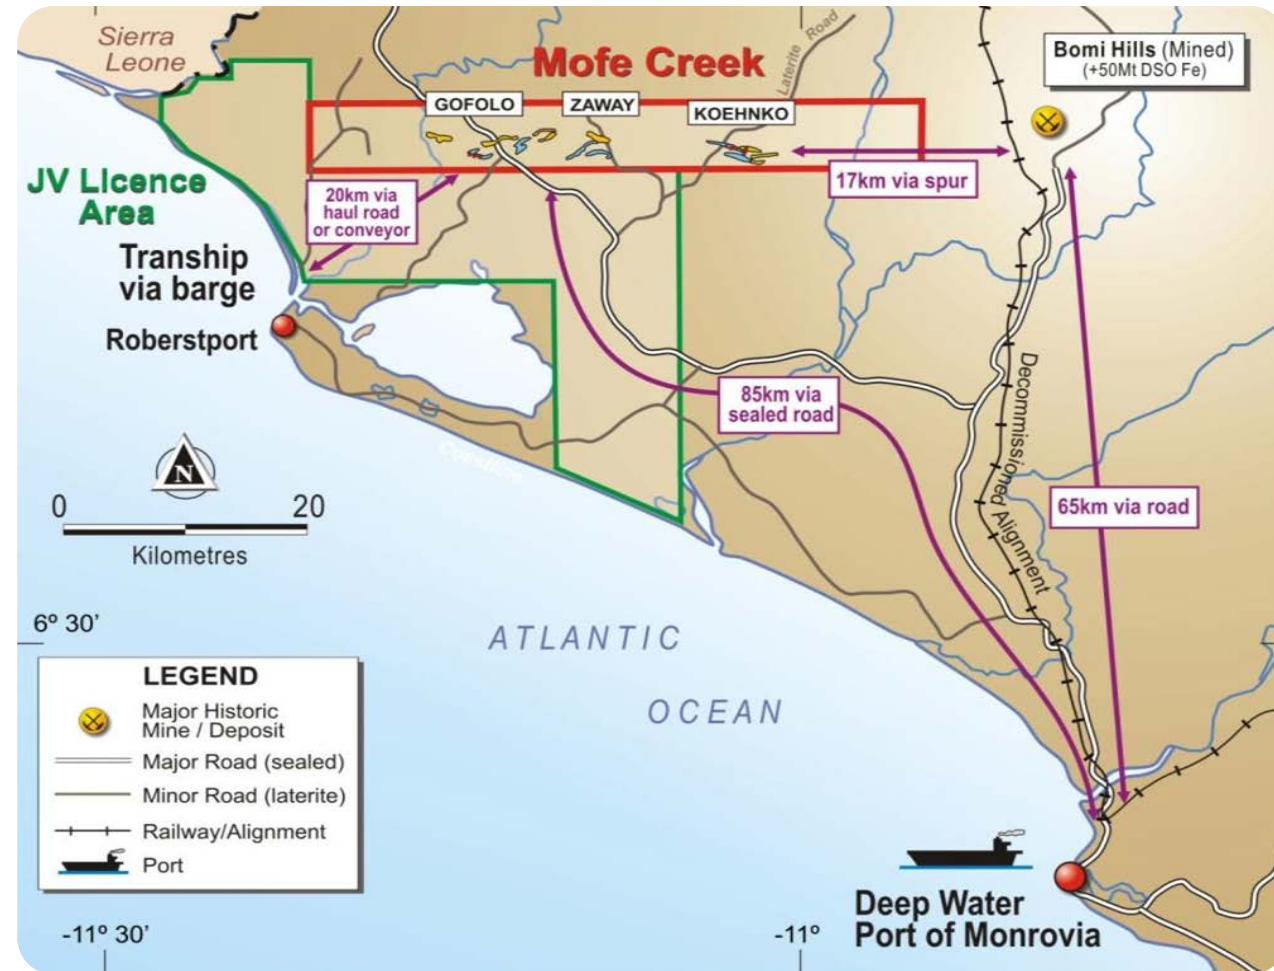 Sierra
Leone
Mofe Creek
Laterite Road
Bomi Hills (Mined)
(+50Mt DSO Fe)
GOFOLO
ZAWAY
KOEHNKO
JV Licence
Area
20km via
haul road
or conveyor
17km via spur
Tranship
via barge
Roberstport
85km via
sealed road
Decommissioned Alignment
65km via road
Coastline
N
0 20
Kilometres
6° 30'
ATLANTIC
OCEAN
LEGEND
Major Historic
Mine / Deposit
Major Road (sealed)
Minor Road (laterite)
Railway/Alignment
Port
Deep Water
Port of Monrovia
-11° 30'
-11°